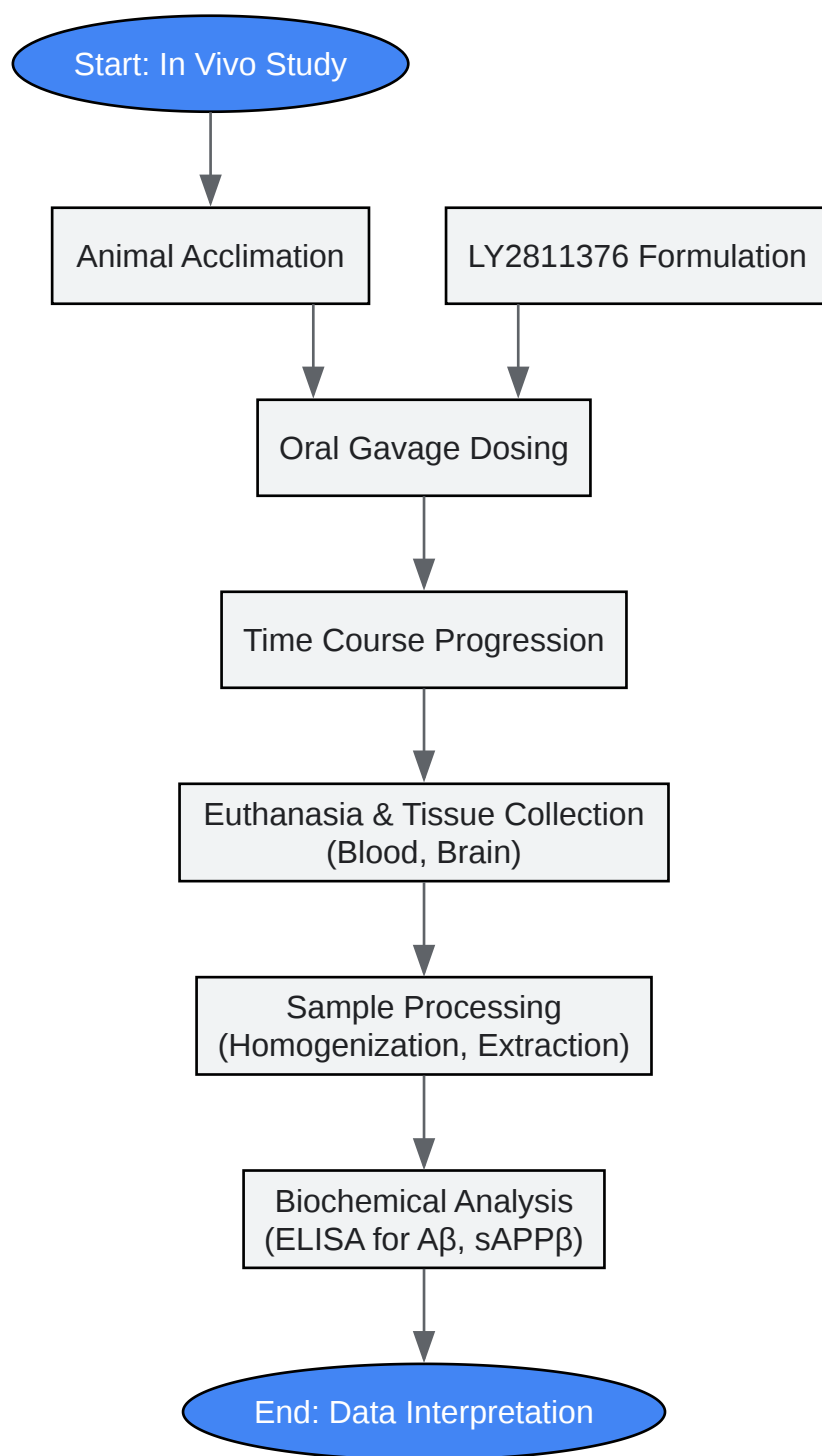 Start: In Vivo Study
Animal Acclimation
LY2811376 Formulation
Oral Gavage Dosing
Time Course Progression
Euthanasia & Tissue Collection
(Blood, Brain)
Sample Processing
(Homogenization, Extraction)
Biochemical Analysis
(ELISA for Aβ, sAPPβ)
End: Data Interpretation